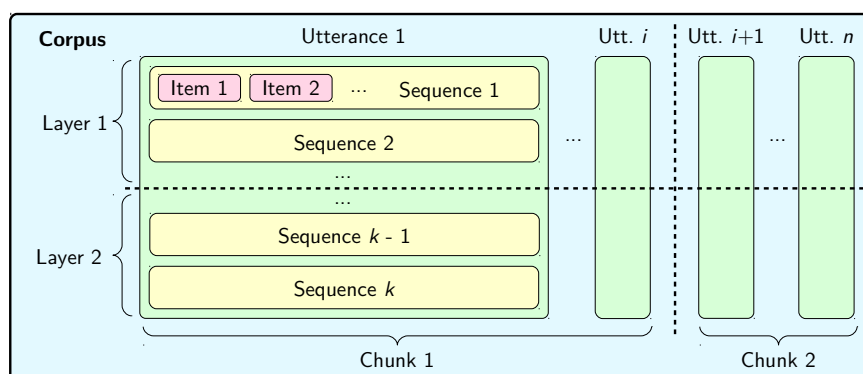 Corpus Utterance 1 Utt. i Utt. i+1 Utt. n
Item 1 Item 2 ... Sequence 1
Layer 1
Sequence 2 ... ...
...
...
Sequence k - 1
Layer 2
Sequence k
Chunk 1 Chunk 2